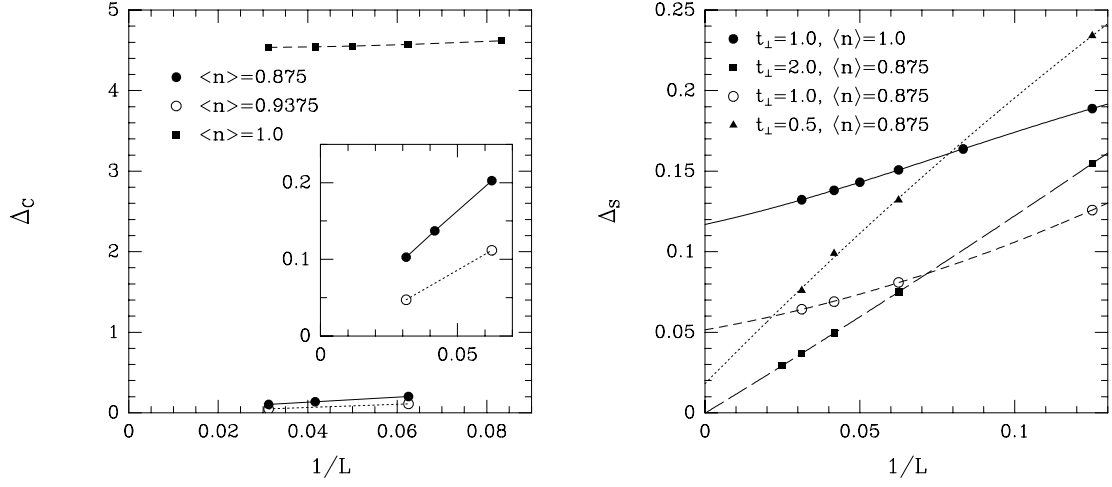 5
4
3
2
1
0
Δ_C
<n>=0.875
<n>=0.9375
<n>=1.0
0.2
0.1
0
0 0.05
0 0.02 0.04 0.06 0.08
1/L
0.25
0.2
0.15
0.1
0.05
0
Δ_S
t_⊥=1.0, ⟨n⟩=1.0
t_⊥=2.0, ⟨n⟩=0.875
t_⊥=1.0, ⟨n⟩=0.875
t_⊥=0.5, ⟨n⟩=0.875
0 0.05 0.1
1/L